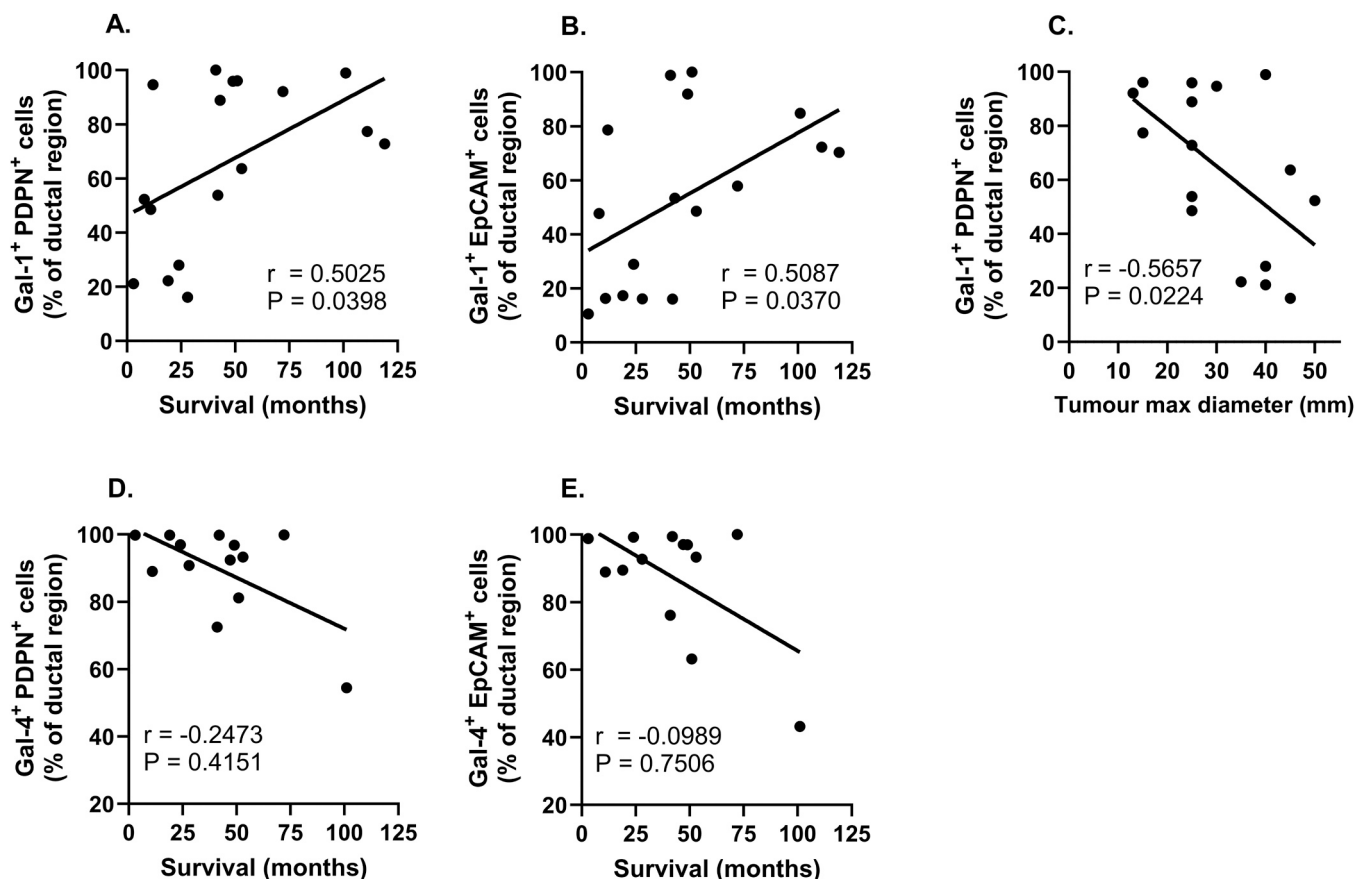 A.
Gal-1⁺ PDPN⁺ cells
(% of ductal region)
100
80
60
40
20
0
r = 0.5025
P = 0.0398
0 25 50 75 100 125
Survival (months)
B.
Gal-1⁺ EpCAM⁺ cells
(% of ductal region)
100
80
60
40
20
0
r = 0.5087
P = 0.0370
0 25 50 75 100 125
Survival (months)
C.
Gal-1⁺ PDPN⁺ cells
(% of ductal region)
100
80
60
40
20
0
r = -0.5657
P = 0.0224
0 10 20 30 40 50
Tumour max diameter (mm)
D.
Gal-4⁺ PDPN⁺ cells
(% of ductal region)
100
80
60
40
20
r = -0.2473
P = 0.4151
0 25 50 75 100 125
Survival (months)
E.
Gal-4⁺ EpCAM⁺ cells
(% of ductal region)
100
80
60
40
20
r = -0.0989
P = 0.7506
0 25 50 75 100 125
Survival (months)